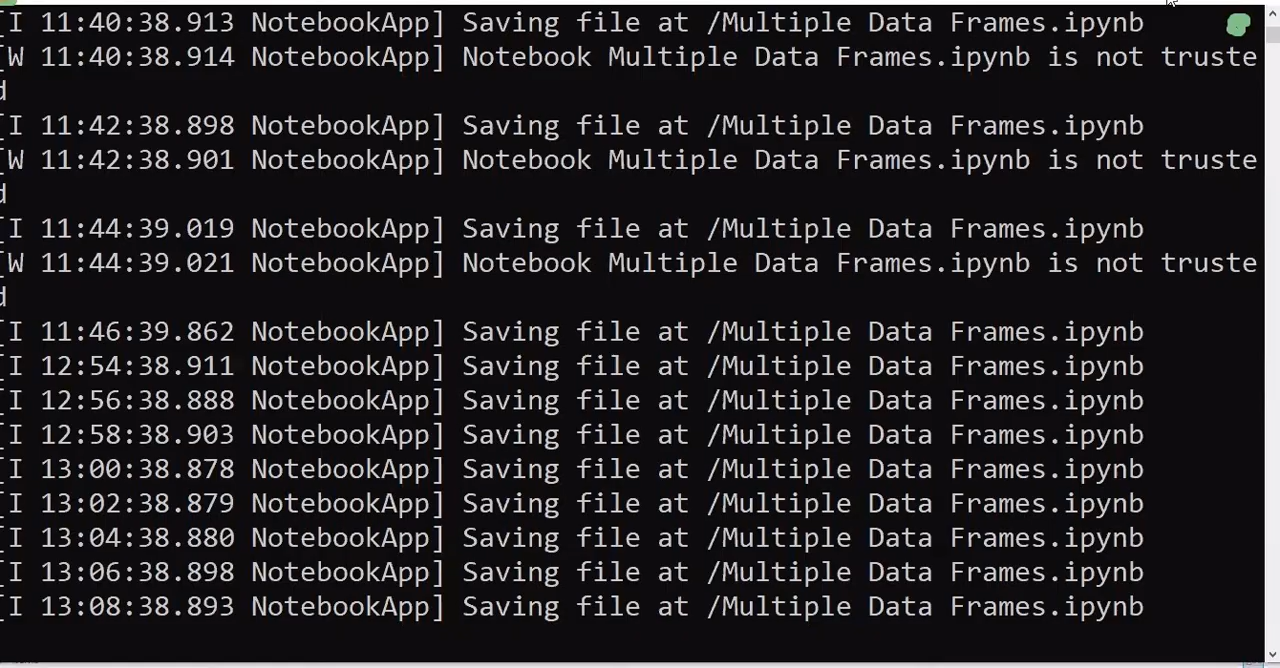 [I 11:40:38.913 NotebookApp] Saving file at /Multiple Data Frames.ipynb
[W 11:40:38.914 NotebookApp] Notebook Multiple Data Frames.ipynb is not truste
d
[I 11:42:38.898 NotebookApp] Saving file at /Multiple Data Frames.ipynb
[W 11:42:38.901 NotebookApp] Notebook Multiple Data Frames.ipynb is not truste
d
[I 11:44:39.019 NotebookApp] Saving file at /Multiple Data Frames.ipynb
[W 11:44:39.021 NotebookApp] Notebook Multiple Data Frames.ipynb is not truste
d
[I 11:46:39.862 NotebookApp] Saving file at /Multiple Data Frames.ipynb
[I 12:54:38.911 NotebookApp] Saving file at /Multiple Data Frames.ipynb
[I 12:56:38.888 NotebookApp] Saving file at /Multiple Data Frames.ipynb
[I 12:58:38.903 NotebookApp] Saving file at /Multiple Data Frames.ipynb
[I 13:00:38.878 NotebookApp] Saving file at /Multiple Data Frames.ipynb
[I 13:02:38.879 NotebookApp] Saving file at /Multiple Data Frames.ipynb
[I 13:04:38.880 NotebookApp] Saving file at /Multiple Data Frames.ipynb
[I 13:06:38.898 NotebookApp] Saving file at /Multiple Data Frames.ipynb
[I 13:08:38.893 NotebookApp] Saving file at /Multiple Data Frames.ipynb